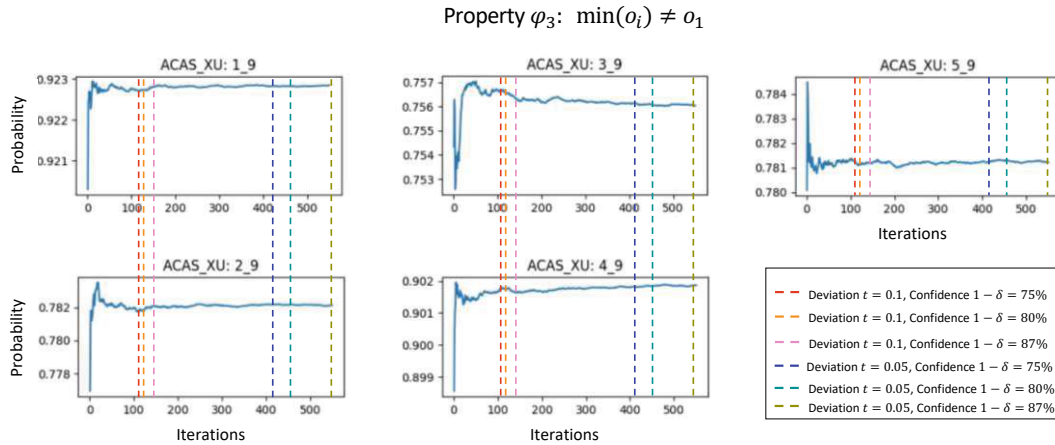 Property φ₃: min(oᵢ) ≠ o₁
ACAS_XU: 1_9
0.923
0.922
0.921
Probability
0 100 200 300 400 500
ACAS_XU: 3_9
0.757
0.756
0.755
0.754
0.753
0 100 200 300 400 500
ACAS_XU: 5_9
0.784
0.783
0.782
0.781
0.780
0 100 200 300 400 500
Iterations
ACAS_XU: 2_9
0.782
0.780
0.778
Probability
0 100 200 300 400 500
Iterations
ACAS_XU: 4_9
0.902
0.901
0.900
0.899
0 100 200 300 400 500
Iterations
Deviation t = 0.1, Confidence 1 − δ = 75%
Deviation t = 0.1, Confidence 1 − δ = 80%
Deviation t = 0.1, Confidence 1 − δ = 87%
Deviation t = 0.05, Confidence 1 − δ = 75%
Deviation t = 0.05, Confidence 1 − δ = 80%
Deviation t = 0.05, Confidence 1 − δ = 87%